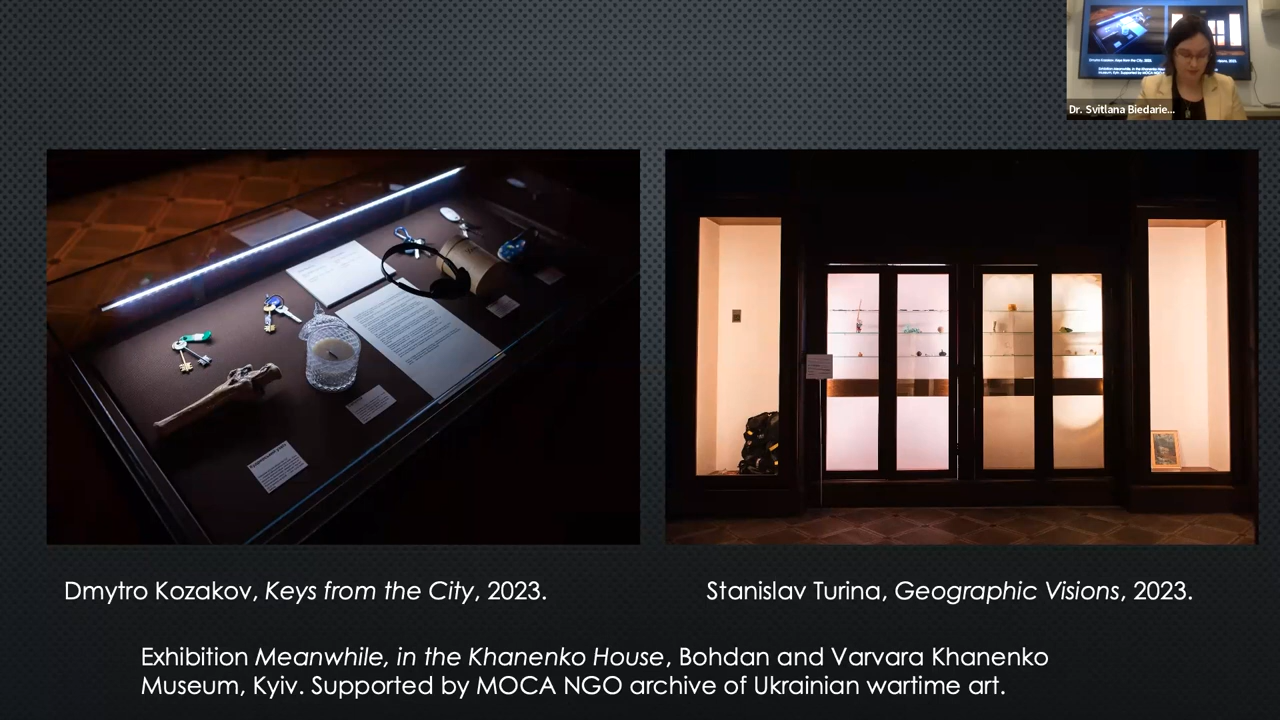 Dr. Svitlana Biedarie...
Dmytro Kozakov, Keys from the City, 2023.
Stanislav Turina, Geographic Visions, 2023.
Exhibition Meanwhile, in the Khanenko House, Bohdan and Varvara Khanenko
Museum, Kyiv. Supported by MOCA NGO archive of Ukrainian wartime art.